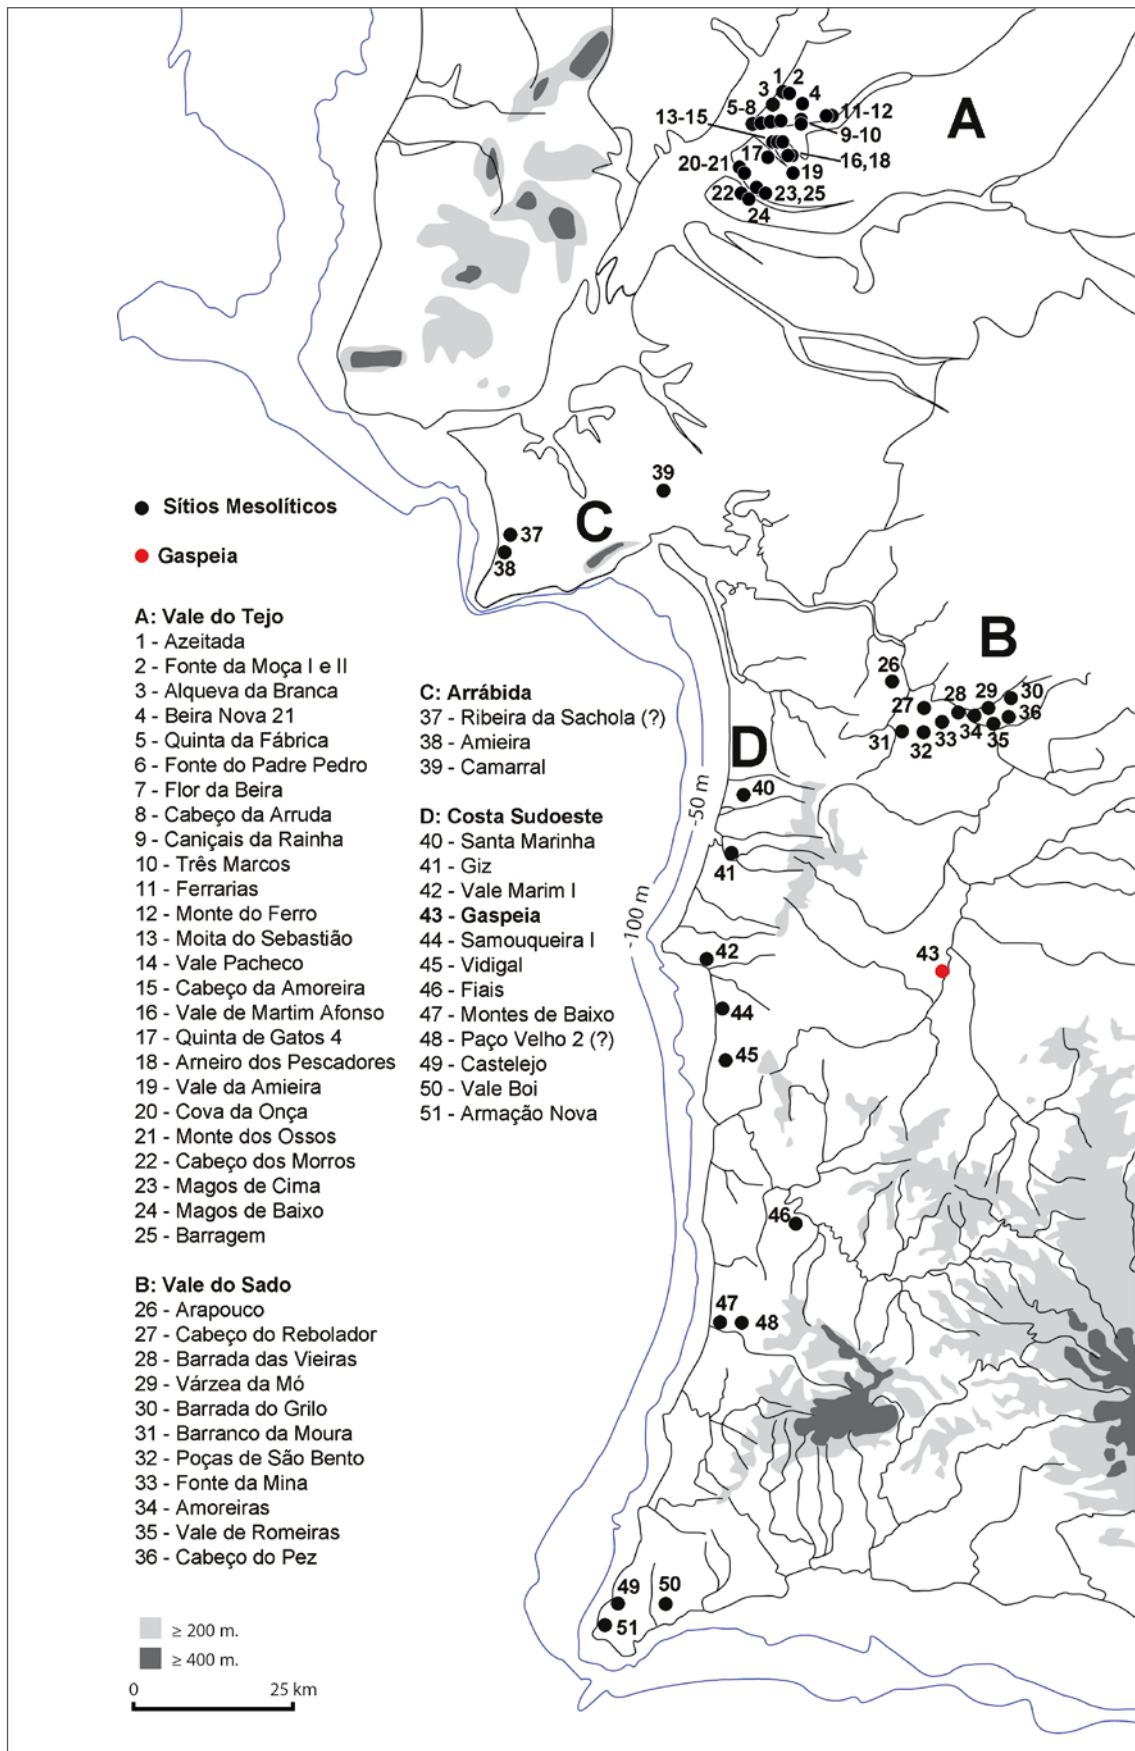 1 2
3
4
5-8
11-12
A
13-15
9-10
17
16,18
20-21
19
22
23,25
24
39
C
37
38
Sítios Mesolíticos
Gaspeia
B
26
27
28
29
30
31
32
33
34
35
36
D
40
41
-50 m
-100 m
42
43
44
45
46
47
48
49
50
51
A: Vale do Tejo
1 - Azeitada
2 - Fonte da Moça I e II
3 - Alqueva da Branca
4 - Beira Nova 21
5 - Quinta da Fábrica
6 - Fonte do Padre Pedro
7 - Flor da Beira
8 - Cabeço da Arruda
9 - Caniçais da Rainha
10 - Três Marcos
11 - Ferrarias
12 - Monte do Ferro
13 - Moita do Sebastião
14 - Vale Pacheco
15 - Cabeço da Amoreira
16 - Vale de Martim Afonso
17 - Quinta de Gatos 4
18 - Arneiro dos Pescadores
19 - Vale da Amieira
20 - Cova da Onça
21 - Monte dos Ossos
22 - Cabeço dos Morros
23 - Magos de Cima
24 - Magos de Baixo
25 - Barragem
B: Vale do Sado
26 - Arapouco
27 - Cabeço do Rebolador
28 - Barrada das Vieiras
29 - Várzea da Mó
30 - Barrada do Grilo
31 - Barranco da Moura
32 - Poças de São Bento
33 - Fonte da Mina
34 - Amoreiras
35 - Vale de Romeiras
36 - Cabeço do Pez
C: Arrábida
37 - Ribeira da Sachola (?)
38 - Amieira
39 - Camarral
D: Costa Sudoeste
40 - Santa Marinha
41 - Giz
42 - Vale Marim I
43 - Gaspeia
44 - Samouqueira I
45 - Vidigal
46 - Fiais
47 - Montes de Baixo
48 - Paço Velho 2 (?)
49 - Castelejo
50 - Vale Boi
51 - Armação Nova
≥ 200 m.
≥ 400 m.
0 25 km